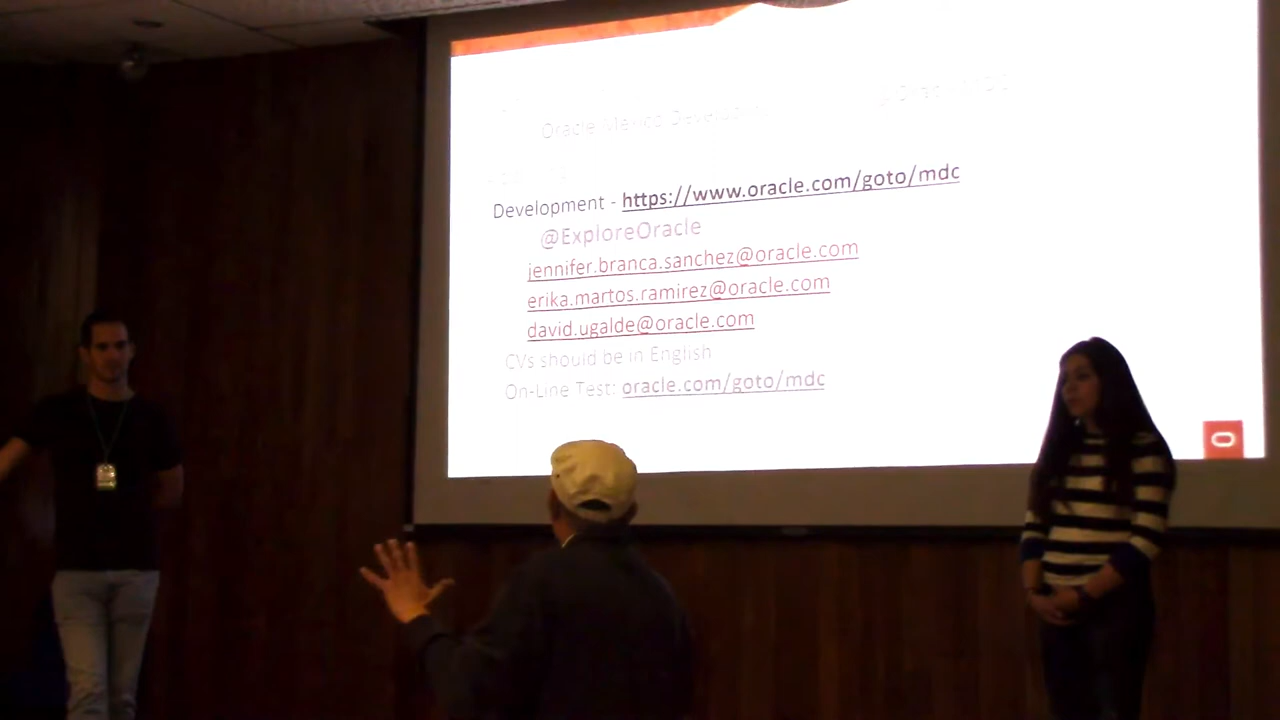 Oracle Mexico
Development - https://www.oracle.com/goto/mdc
@ExploreOracle
jennifer.branca.sanchez@oracle.com
erika.martos.ramirez@oracle.com
david.ugalde@oracle.com
CVs should be in English
On-Line Test: oracle.com/goto/mdc